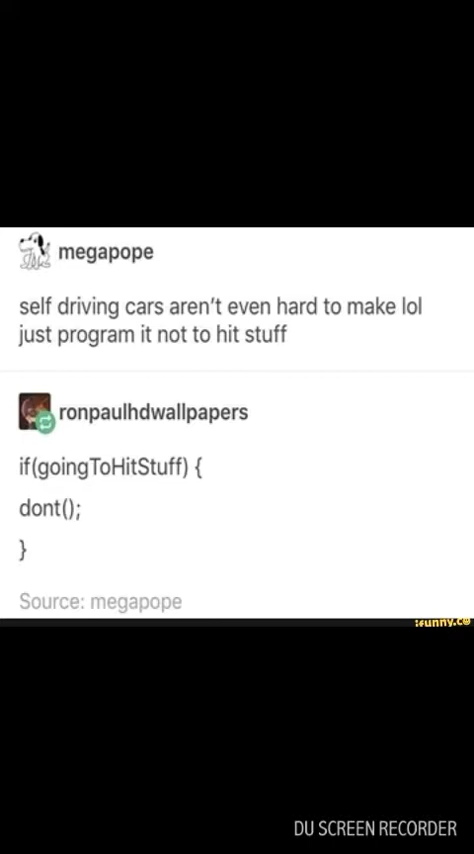 megapope
self driving cars aren't even hard to make lol
just program it not to hit stuff
ronpaulhdwallpapers
if(goingToHitStuff) {
dont();
}
Source: megapope
ifunny.co
DU SCREEN RECORDER